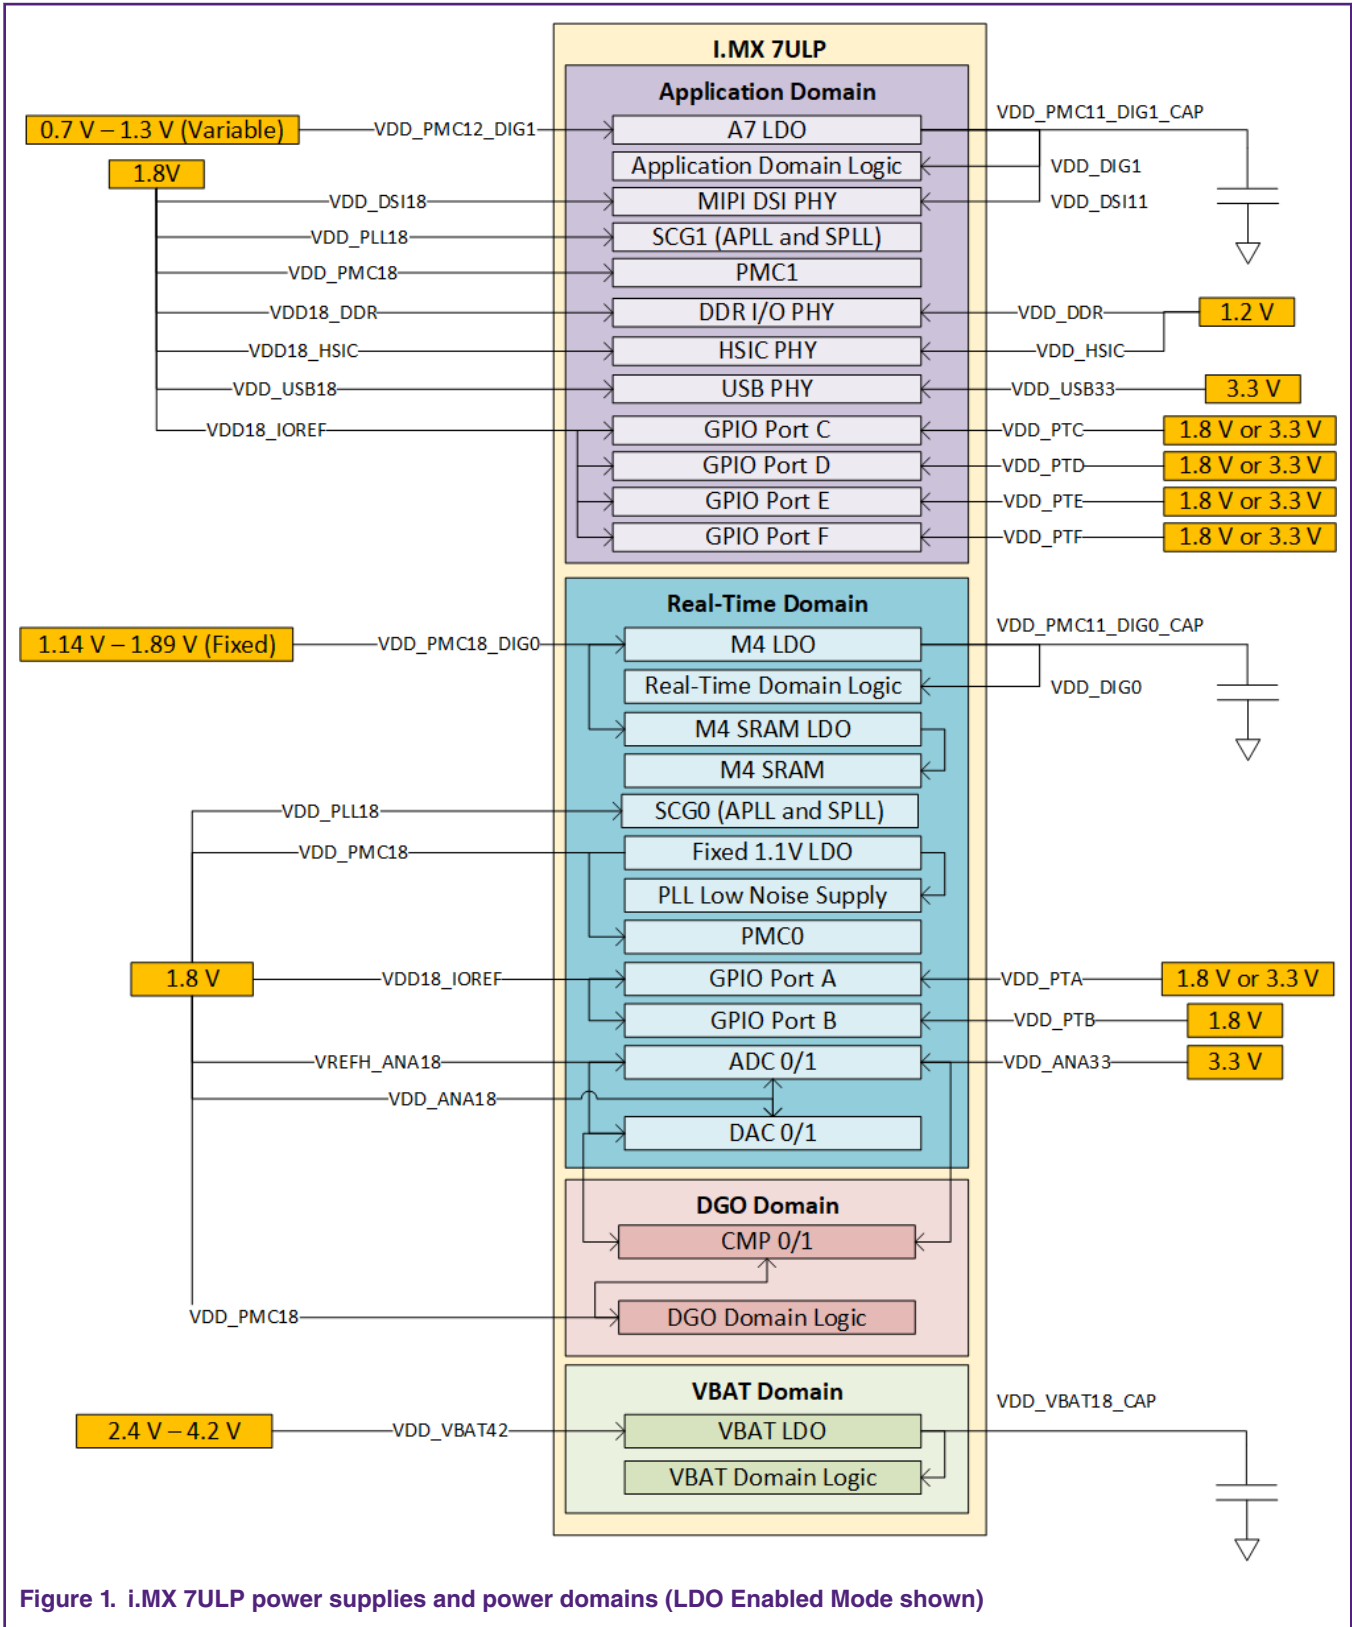 I.MX 7ULP
Application Domain
VDD_PMC11_DIG1_CAP
0.7 V – 1.3 V (Variable)
VDD_PMC12_DIG1
A7 LDO
1.8V
Application Domain Logic
VDD_DIG1
VDD_DSI18
MIPI DSI PHY
VDD_DSI11
VDD_PLL18
SCG1 (APLL and SPLL)
VDD_PMC18
PMC1
VDD18_DDR
DDR I/O PHY
VDD_DDR
1.2 V
VDD18_HSIC
HSIC PHY
VDD_HSIC
VDD_USB18
USB PHY
VDD_USB33
3.3 V
VDD18_IOREF
GPIO Port C
VDD_PTC
1.8 V or 3.3 V
GPIO Port D
VDD_PTD
1.8 V or 3.3 V
GPIO Port E
VDD_PTE
1.8 V or 3.3 V
GPIO Port F
VDD_PTF
1.8 V or 3.3 V
Real-Time Domain
VDD_PMC11_DIG0_CAP
1.14 V – 1.89 V (Fixed)
VDD_PMC18_DIG0
M4 LDO
Real-Time Domain Logic
VDD_DIG0
M4 SRAM LDO
M4 SRAM
VDD_PLL18
SCG0 (APLL and SPLL)
VDD_PMC18
Fixed 1.1V LDO
PLL Low Noise Supply
PMC0
1.8 V
VDD18_IOREF
GPIO Port A
VDD_PTA
1.8 V or 3.3 V
GPIO Port B
VDD_PTB
1.8 V
VREFH_ANA18
ADC 0/1
VDD_ANA33
3.3 V
VDD_ANA18
DAC 0/1
DGO Domain
CMP 0/1
VDD_PMC18
DGO Domain Logic
VBAT Domain
VDD_VBAT18_CAP
2.4 V – 4.2 V
VDD_VBAT42
VBAT LDO
VBAT Domain Logic
Figure 1. i.MX 7ULP power supplies and power domains (LDO Enabled Mode shown)